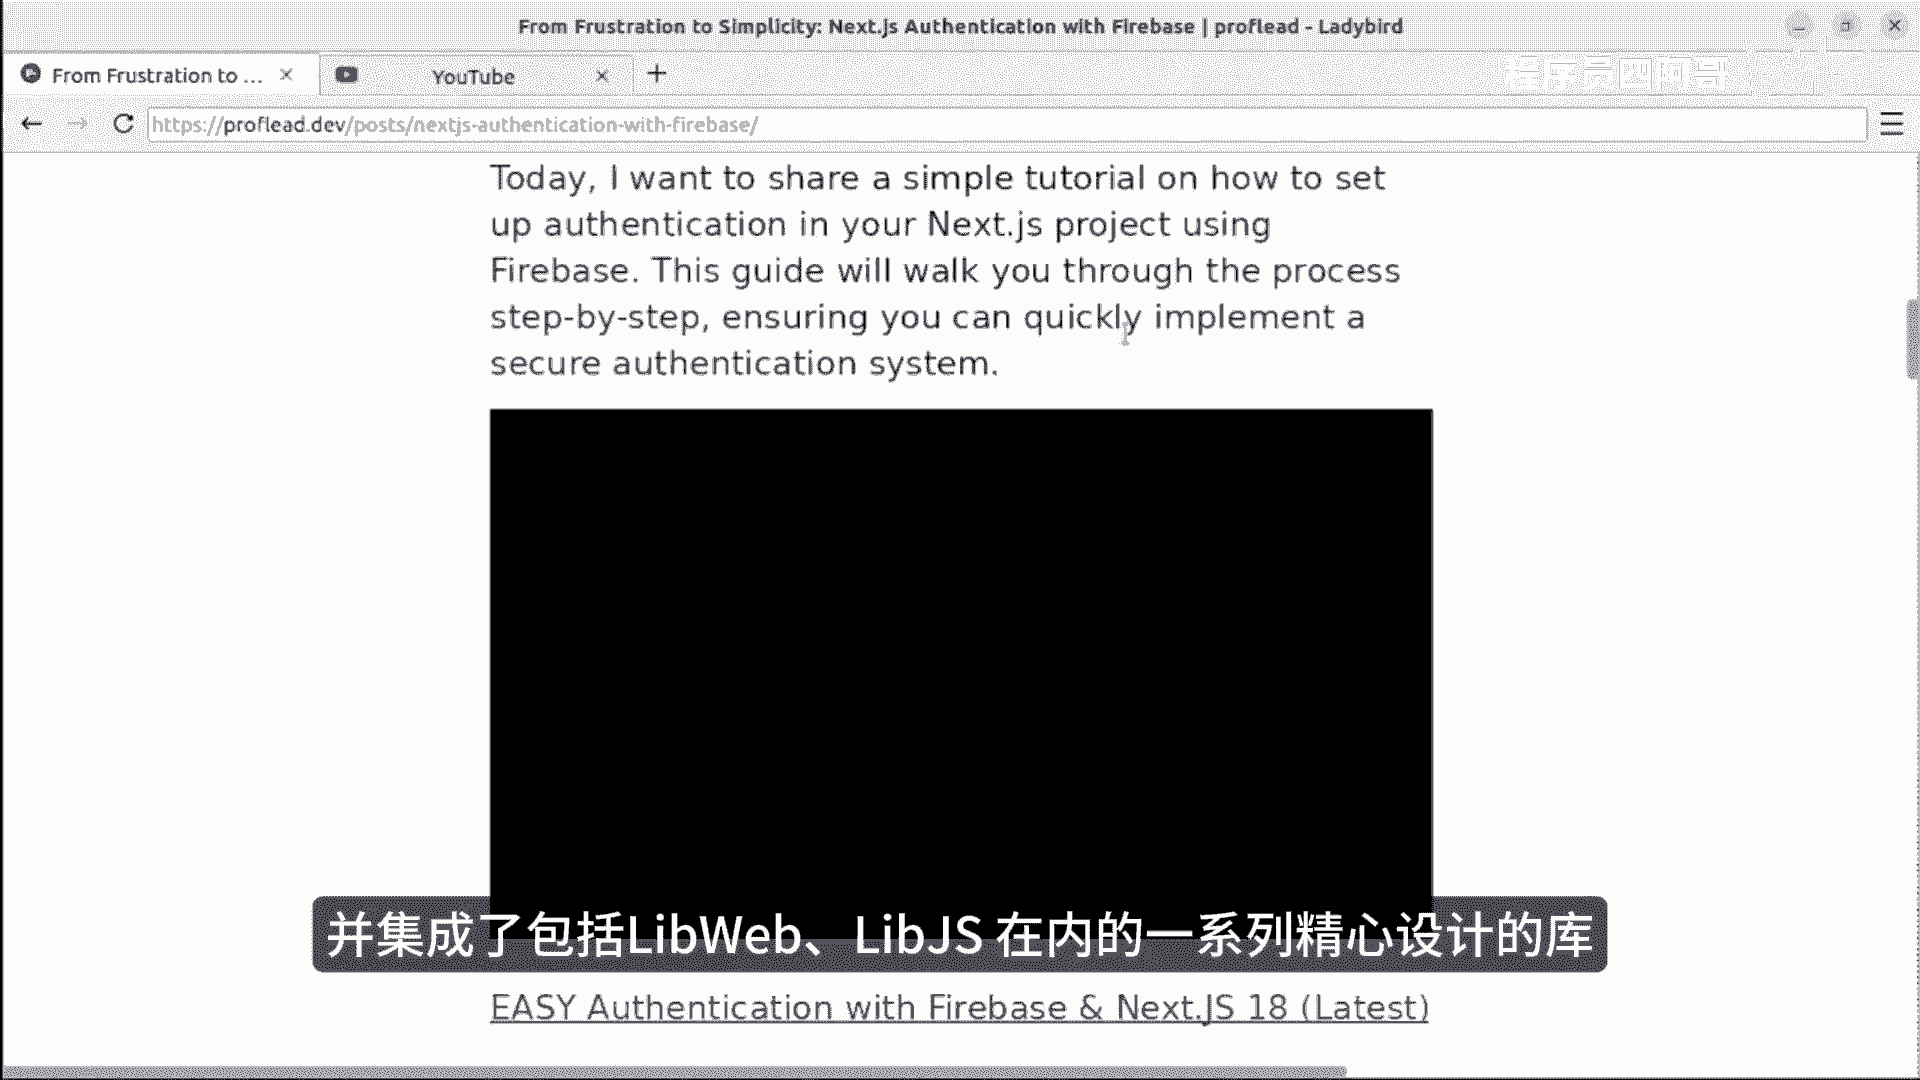 From Frustration to Simplicity: Next.js Authentication with Firebase | proflead - Ladybird
From Frustration to ...
YouTube
程序员四阿哥
https://proflead.dev/posts/nextjs-authentication-with-firebase/
Today, I want to share a simple tutorial on how to set
up authentication in your Next.js project using
Firebase. This guide will walk you through the process
step-by-step, ensuring you can quickly implement a
secure authentication system.
并集成了包括LibWeb、LibJS 在内的一系列精心设计的库
EASY Authentication with Firebase & Next.JS 18 (Latest)